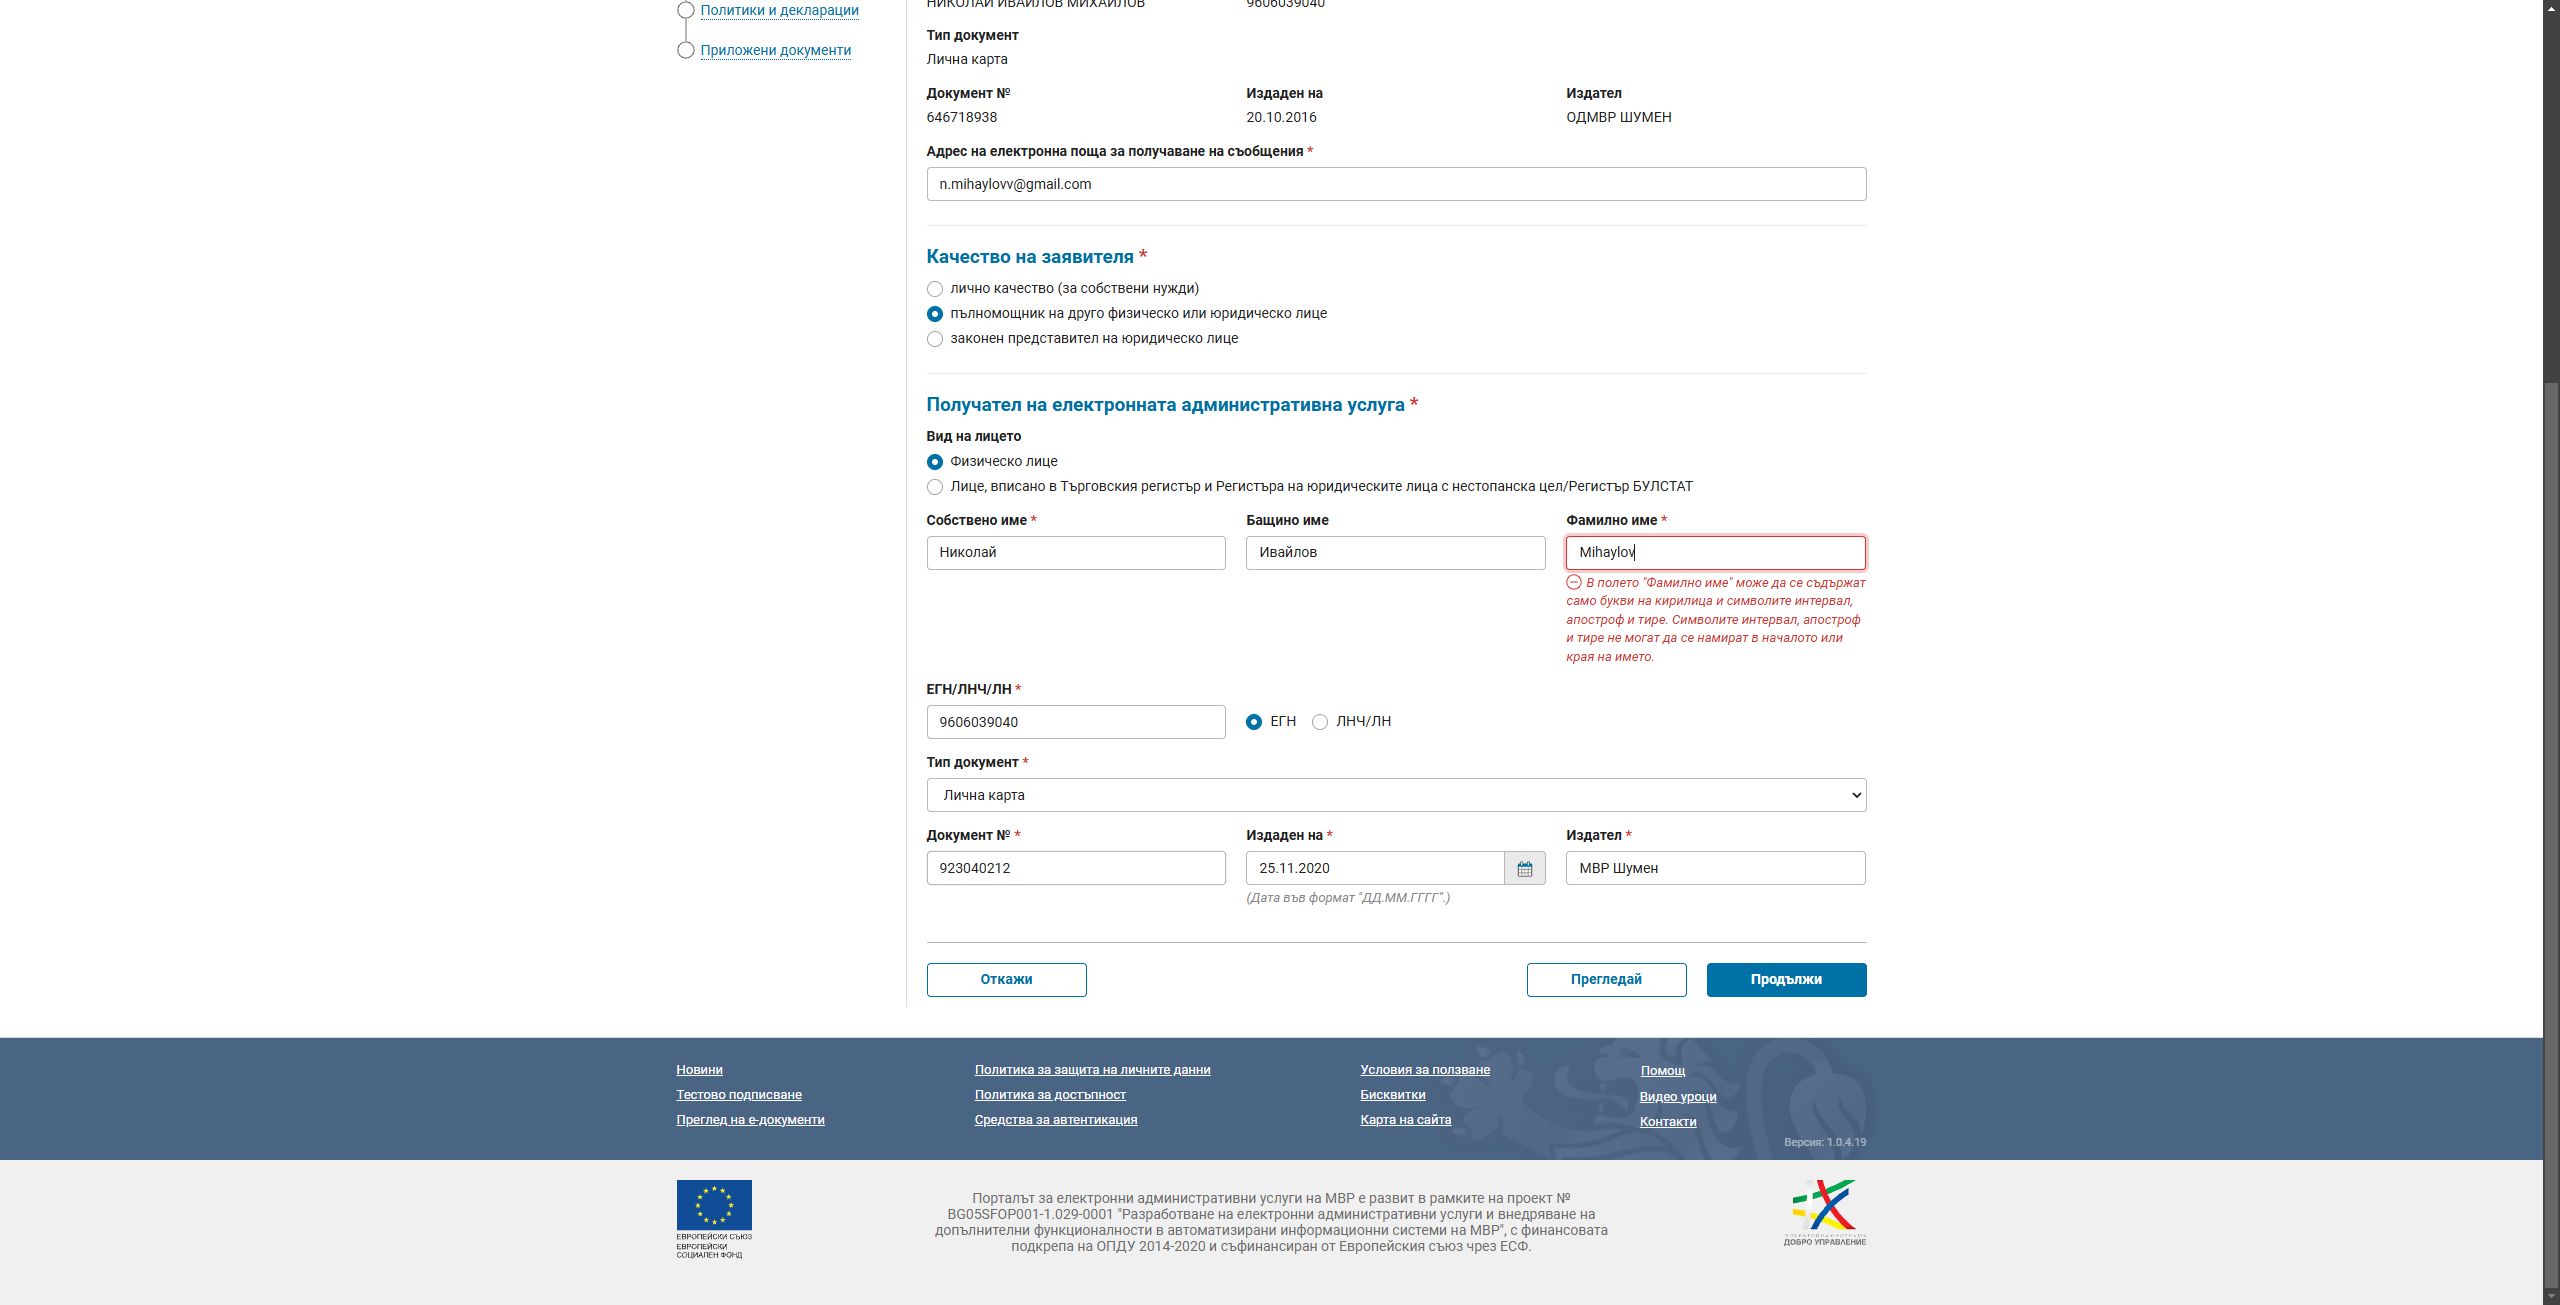 Политики и декларации
Приложени документи
НИКОЛАЙ ИВАЙЛОВ МИХАЙЛОВ 9606039040
Тип документ
Лична карта
Документ № Издаден на Издател
646718938 20.10.2016 ОДМВР ШУМЕН
Адрес на електронна поща за получаване на съобщения *
n.mihaylovv@gmail.com
Качество на заявителя *
лично качество (за собствени нужди)
пълномощник на друго физическо или юридическо лице
законен представител на юридическо лице
Получател на електронната административна услуга *
Вид на лицето
Физическо лице
Лице, вписано в Търговския регистър и Регистъра на юридическите лица с нестопанска цел/Регистър БУЛСТАТ
Собствено име * Бащино име Фамилно име *
Николай Ивайлов Mihaylov
В полето "Фамилно име" може да се съдържат
само букви на кирилица и символите интервал,
апостроф и тире. Символите интервал, апостроф
и тире не могат да се намират в началото или
края на името.
ЕГН/ЛНЧ/ЛН *
9606039040 ЕГН ЛНЧ/ЛН
Тип документ *
Лична карта
Документ № * Издаден на * Издател *
923040212 25.11.2020 МВР Шумен
(Дата във формат "ДД.ММ.ГГГГ".)
Откажи Прегледай Продължи
Новини Политика за защита на личните данни Условия за ползване Помощ
Тестово подписване Политика за достъпност Бисквитки Видео уроци
Преглед на е-документи Средства за автентикация Карта на сайта Контакти
Версия: 1.0.4.19
ЕВРОПЕЙСКИ СЪЮЗ
ЕВРОПЕЙСКИ
СОЦИАЛЕН ФОНД
Порталът за електронни административни услуги на МВР е развит в рамките на проект №
BG05SFOP001-1.029-0001 "Разработване на електронни административни услуги и внедряване на
допълнителни функционалности в автоматизирани информационни системи на МВР", с финансовата
подкрепа на ОПДУ 2014-2020 и съфинансиран от Европейския съюз чрез ЕСФ.
ДОБРО УПРАВЛЕНИЕ